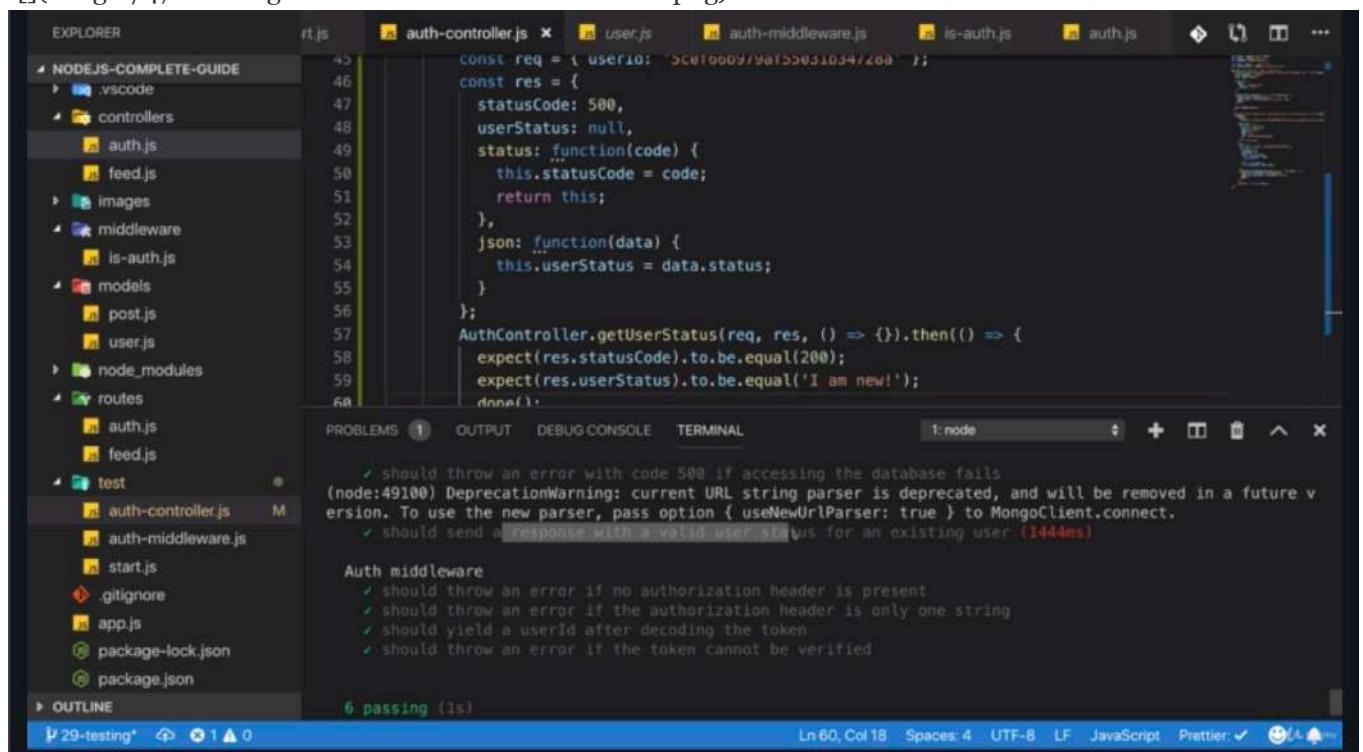 EXPLORER
rt.js
auth-controller.js ×
user.js
auth-middleware.js
is-auth.js
auth.js
NODEJS-COMPLETE-GUIDE
.vscode
controllers
auth.js
feed.js
images
middleware
is-auth.js
models
post.js
user.js
node_modules
routes
auth.js
feed.js
test
auth-controller.js M
auth-middleware.js
start.js
.gitignore
app.js
package-lock.json
package.json
OUTLINE
45 const req = { userId: '5c0f66b979af55031b34728a' };
46 const res = {
47 statusCode: 500,
48 userStatus: null,
49 status: function(code) {
50 this.statusCode = code;
51 return this;
52 },
53 json: function(data) {
54 this.userStatus = data.status;
55 }
56 };
57 AuthController.getUserStatus(req, res, () => {}).then(() => {
58 expect(res.statusCode).to.be.equal(200);
59 expect(res.userStatus).to.be.equal('I am new!');
60 done();
PROBLEMS 1 OUTPUT DEBUG CONSOLE TERMINAL 1: node
✓ should throw an error with code 500 if accessing the database fails
(node:49100) DeprecationWarning: current URL string parser is deprecated, and will be removed in a future v
ersion. To use the new parser, pass option { useNewUrlParser: true } to MongoClient.connect.
✓ should send a response with a valid user status for an existing user (1444ms)
Auth middleware
✓ should throw an error if no authorization header is present
✓ should throw an error if the authorization header is only one string
✓ should yield a userId after decoding the token
✓ should throw an error if the token cannot be verified
6 passing (1s)
29-testing* 1 0 Ln 60, Col 18 Spaces: 4 UTF-8 LF JavaScript Prettier: ✓